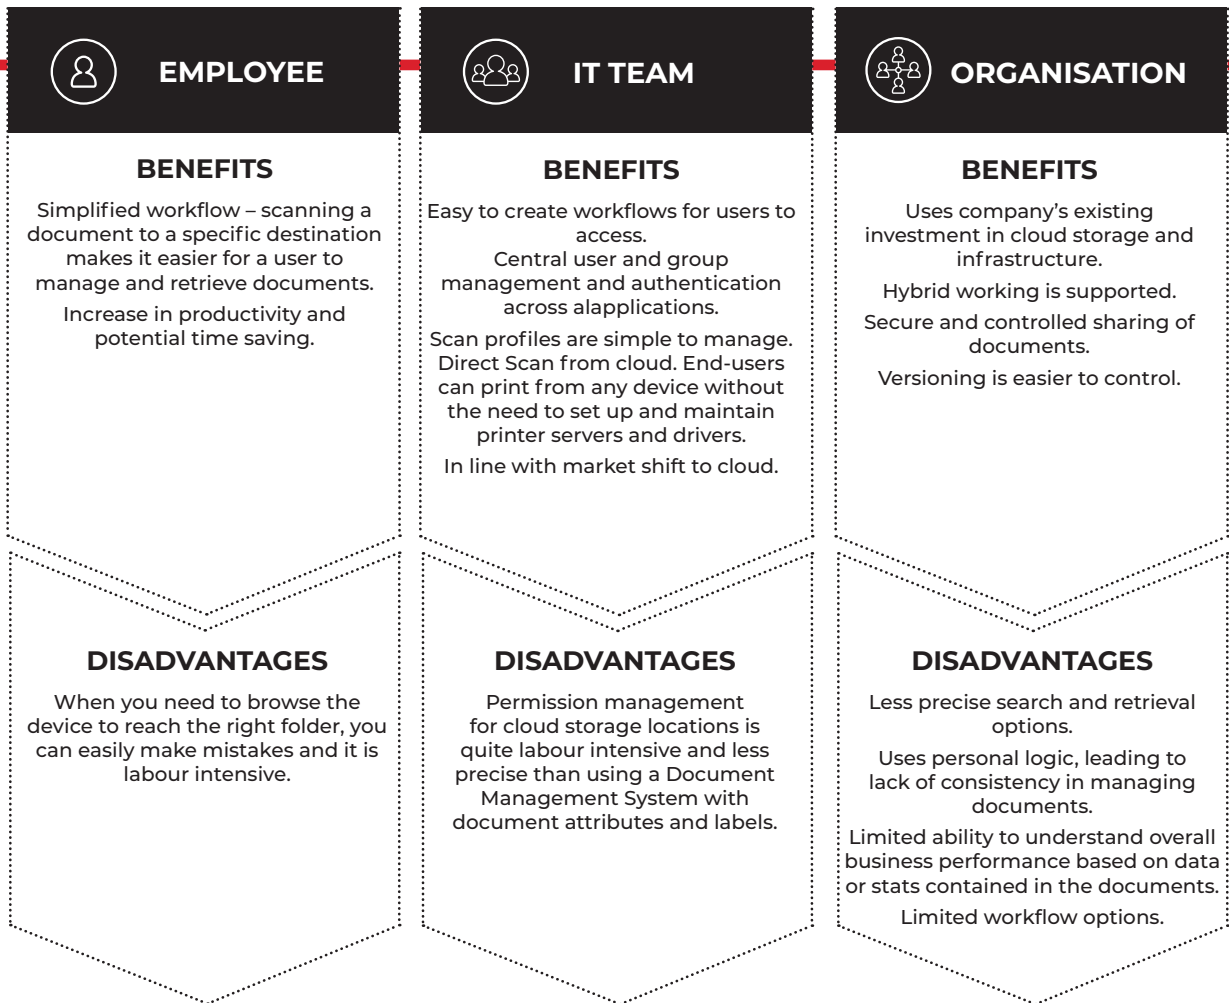 EMPLOYEE
BENEFITS
Simplified workflow – scanning a
document to a specific destination
makes it easier for a user to
manage and retrieve documents.
Increase in productivity and
potential time saving.
DISADVANTAGES
When you need to browse the
device to reach the right folder, you
can easily make mistakes and it is
labour intensive.
IT TEAM
BENEFITS
Easy to create workflows for users to
access.
Central user and group
management and authentication
across alapplications.
Scan profiles are simple to manage.
Direct Scan from cloud. End-users
can print from any device without
the need to set up and maintain
printer servers and drivers.
In line with market shift to cloud.
DISADVANTAGES
Permission management
for cloud storage locations is
quite labour intensive and less
precise than using a Document
Management System with
document attributes and labels.
ORGANISATION
BENEFITS
Uses company’s existing
investment in cloud storage and
infrastructure.
Hybrid working is supported.
Secure and controlled sharing of
documents.
Versioning is easier to control.
DISADVANTAGES
Less precise search and retrieval
options.
Uses personal logic, leading to
lack of consistency in managing
documents.
Limited ability to understand overall
business performance based on data
or stats contained in the documents.
Limited workflow options.